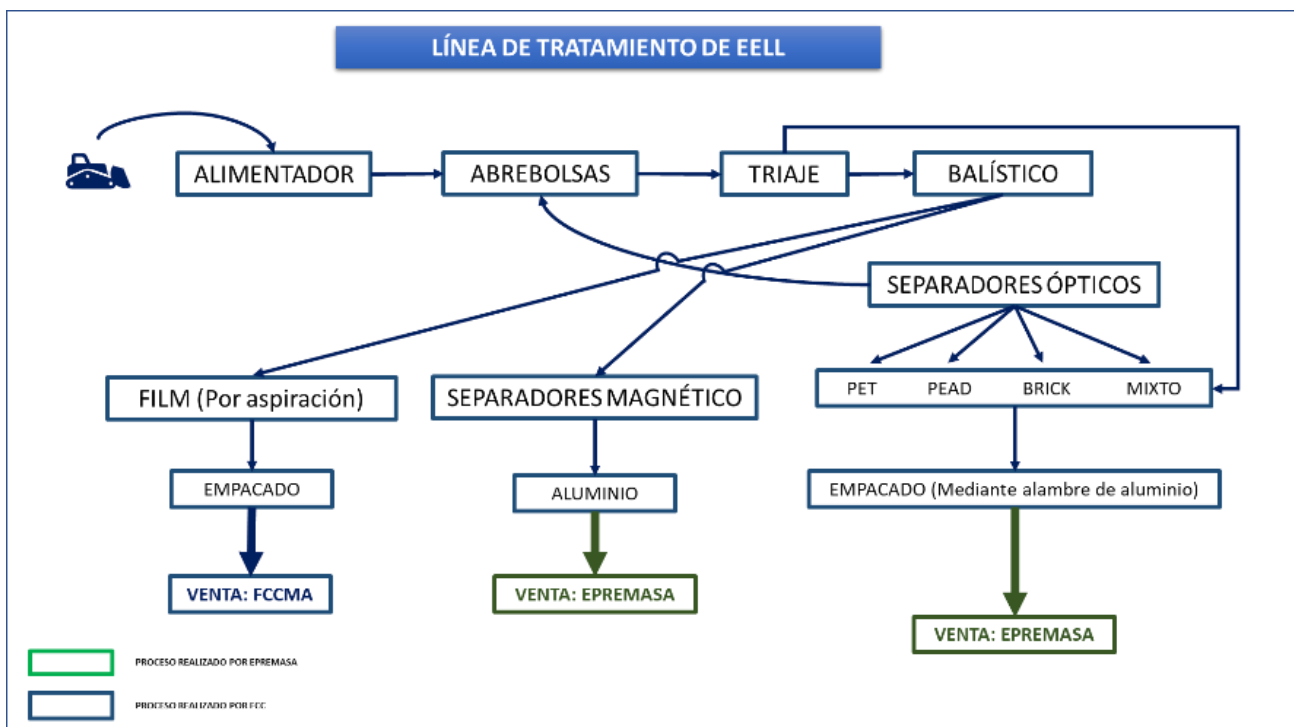 LÍNEA DE TRATAMIENTO DE EELL
ALIMENTADOR
ABREBOLSAS
TRIAJE
BALÍSTICO
SEPARADORES ÓPTICOS
FILM (Por aspiración)
SEPARADORES MAGNÉTICO
PET PEAD BRICK MIXTO
EMPACADO
ALUMINIO
EMPACADO (Mediante alambre de aluminio)
VENTA: FCCMA
VENTA: EPREMASA
VENTA: EPREMASA
PROCESO REALIZADO POR EPREMASA
PROCESO REALIZADO POR FCC